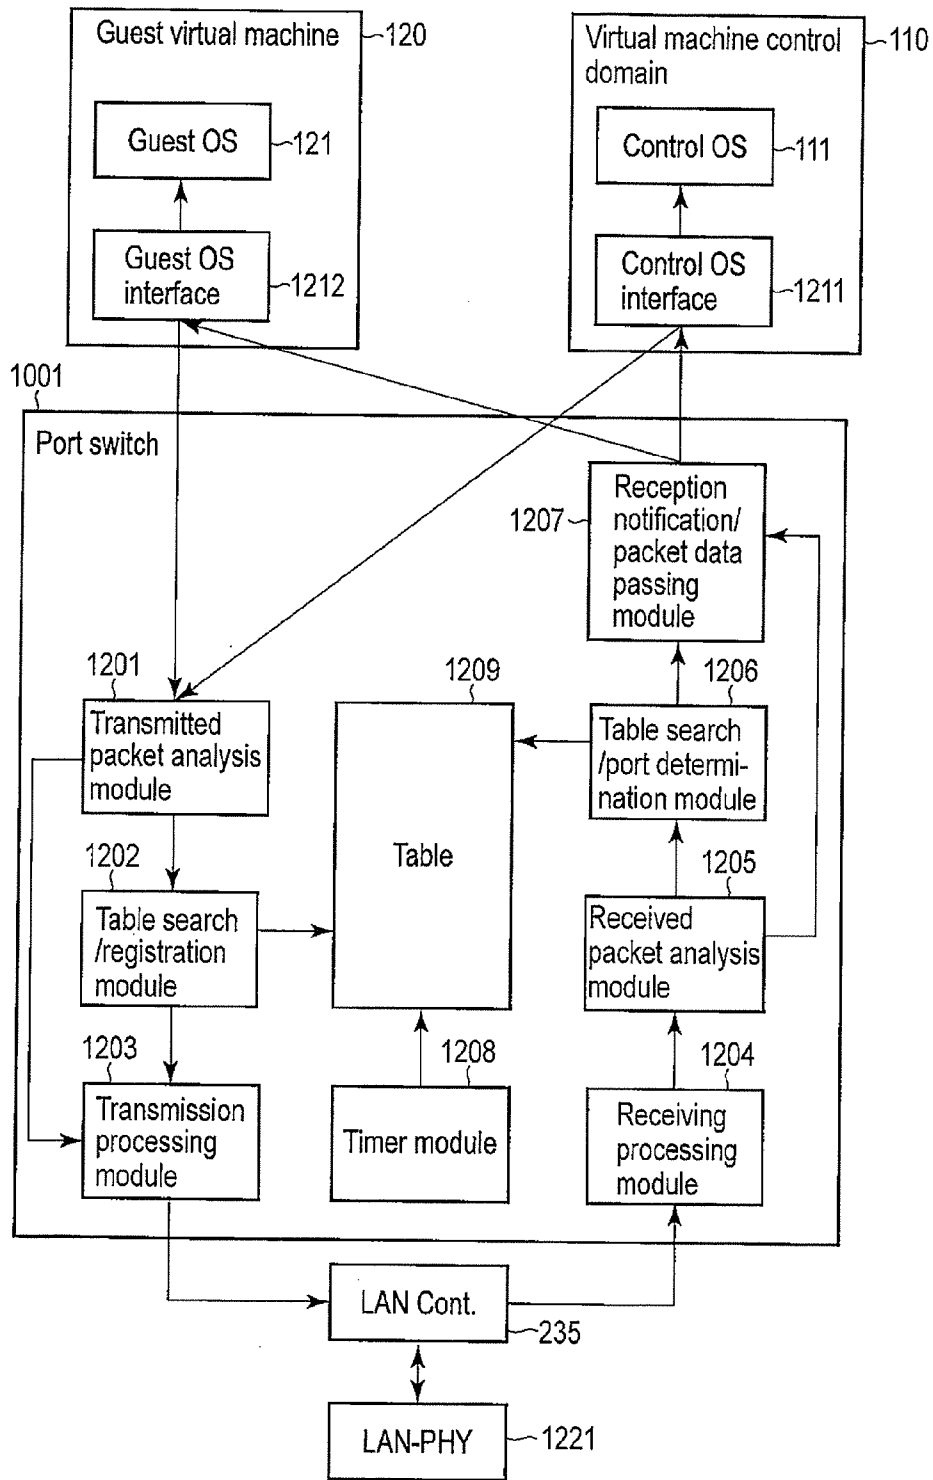 Guest virtual machine
120
Virtual machine control
domain
110
Guest OS
121
Control OS
111
Guest OS
interface
1212
Control OS
interface
1211
1001
Port switch
Reception
notification/
packet data
passing
module
1207
1201
Transmitted
packet analysis
module
1209
Table
1206
Table search
/port determi-
nation module
1202
Table search
/registration
module
1205
Received
packet analysis
module
1203
Transmission
processing
module
1208
Timer module
1204
Receiving
processing
module
LAN Cont.
235
LAN-PHY
1221